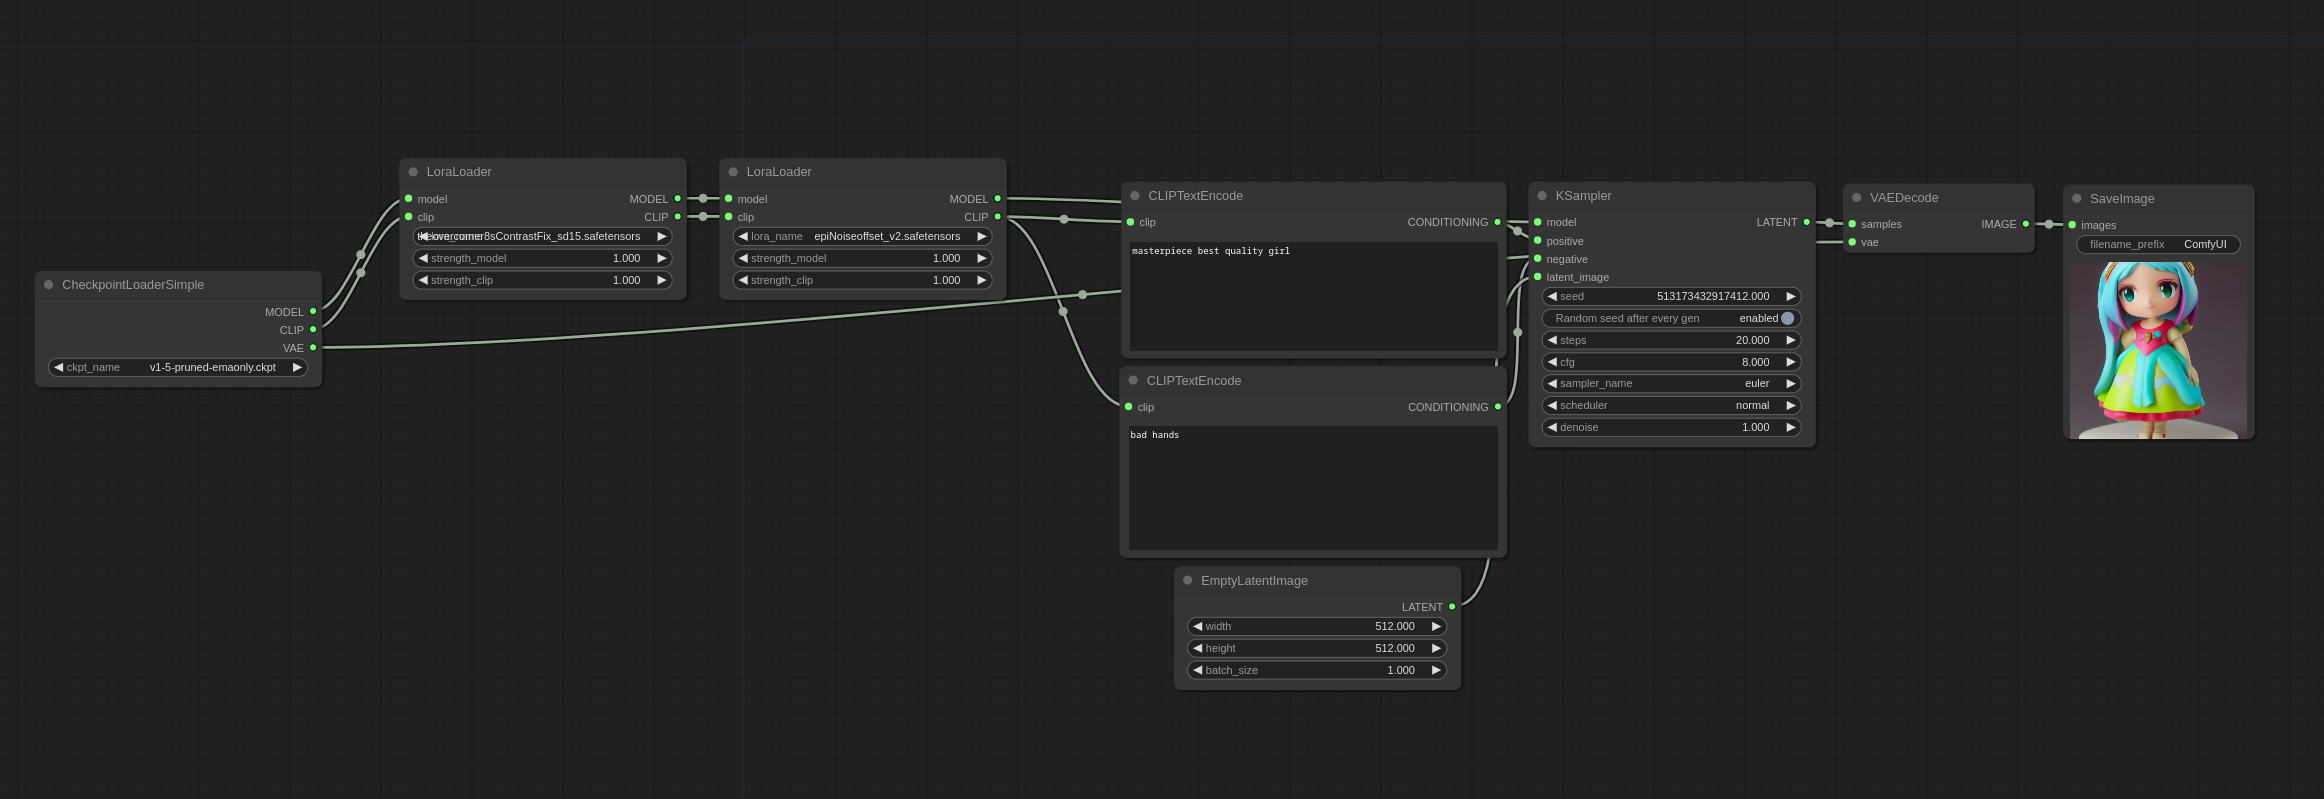 CheckpointLoaderSimple
MODEL
CLIP
VAE
ckpt_name v1-5-pruned-emaonly.ckpt
LoraLoader
model MODEL
clip CLIP
strength_model 1.000
strength_clip 1.000
LoraLoader
model MODEL
clip CLIP
lora_name epiNoiseoffset_v2.safetensors
strength_model 1.000
strength_clip 1.000
CLIPTextEncode
clip CONDITIONING
masterpiece best quality girl
CLIPTextEncode
clip CONDITIONING
bad hands
EmptyLatentImage
LATENT
width 512.000
height 512.000
batch_size 1.000
KSampler
model LATENT
positive
negative
latent_image
seed 513173432917412.000
Random seed after every gen enabled
steps 20.000
cfg 8.000
sampler_name euler
scheduler normal
denoise 1.000
VAEDecode
samples IMAGE
vae
SaveImage
images
filename_prefix ComfyUI